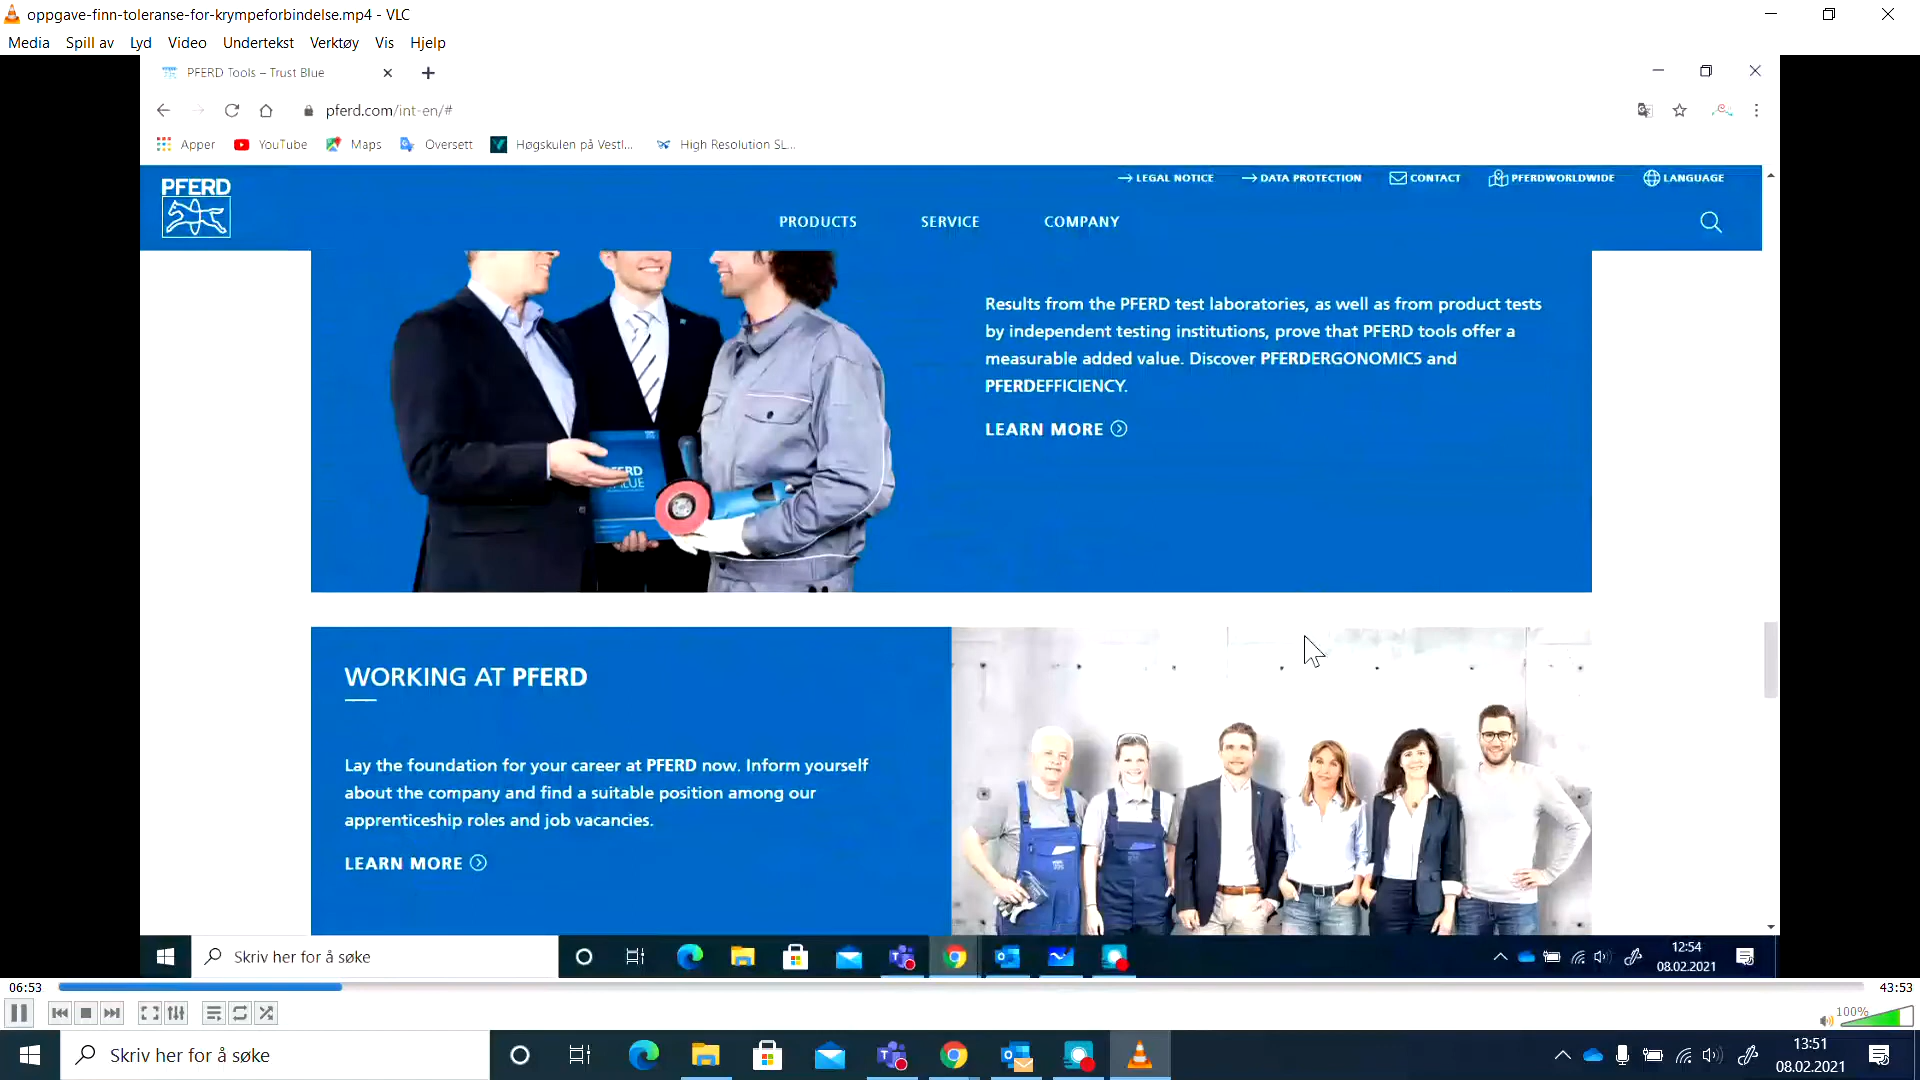 oppgave-finn-toleranse-for-krympeforbindelse.mp4 - VLC
Media Spill av Lyd Video Undertekst Verktøy Vis Hjelp
PFERD Tools – Trust Blue
pferd.com/int-en/#
Apper YouTube Maps Oversett Høgskulen på Vestl... High Resolution SL...
PFERD
LEGAL NOTICE DATA PROTECTION CONTACT PFERDWORLDWIDE LANGUAGE
PRODUCTS SERVICE COMPANY
Results from the PFERD test laboratories, as well as from product tests
by independent testing institutions, prove that PFERD tools offer a
measurable added value. Discover PFERDERGONOMICS and
PFERDEFFICIENCY.
LEARN MORE
WORKING AT PFERD
Lay the foundation for your career at PFERD now. Inform yourself
about the company and find a suitable position among our
apprenticeship roles and job vacancies.
LEARN MORE
Skriv her for å søke
12:54
08.02.2021
06:53
43:53
100%
Skriv her for å søke
13:51
08.02.2021